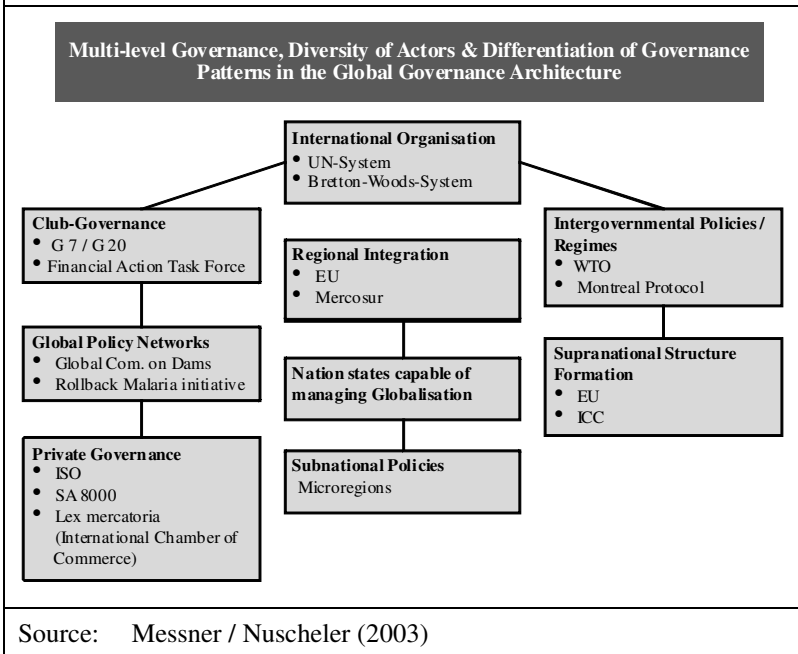 Multi-level Governance, Diversity of Actors & Differentiation of Governance
Patterns in the Global Governance Architecture
International Organisation
• UN-System
• Bretton-Woods-System
Club-Governance
• G 7 / G 20
• Financial Action Task Force
Global Policy Networks
• Global Com. on Dams
• Rollback Malaria initiative
Private Governance
• ISO
• SA 8000
• Lex mercatoria
(International Chamber of
Commerce)
Regional Integration
• EU
• Mercosur
Nation states capable of
managing Globalisation
Subnational Policies
Microregions
Intergovernmental Policies /
Regimes
• WTO
• Montreal Protocol
Supranational Structure
Formation
• EU
• ICC
Source: Messner / Nuscheler (2003)